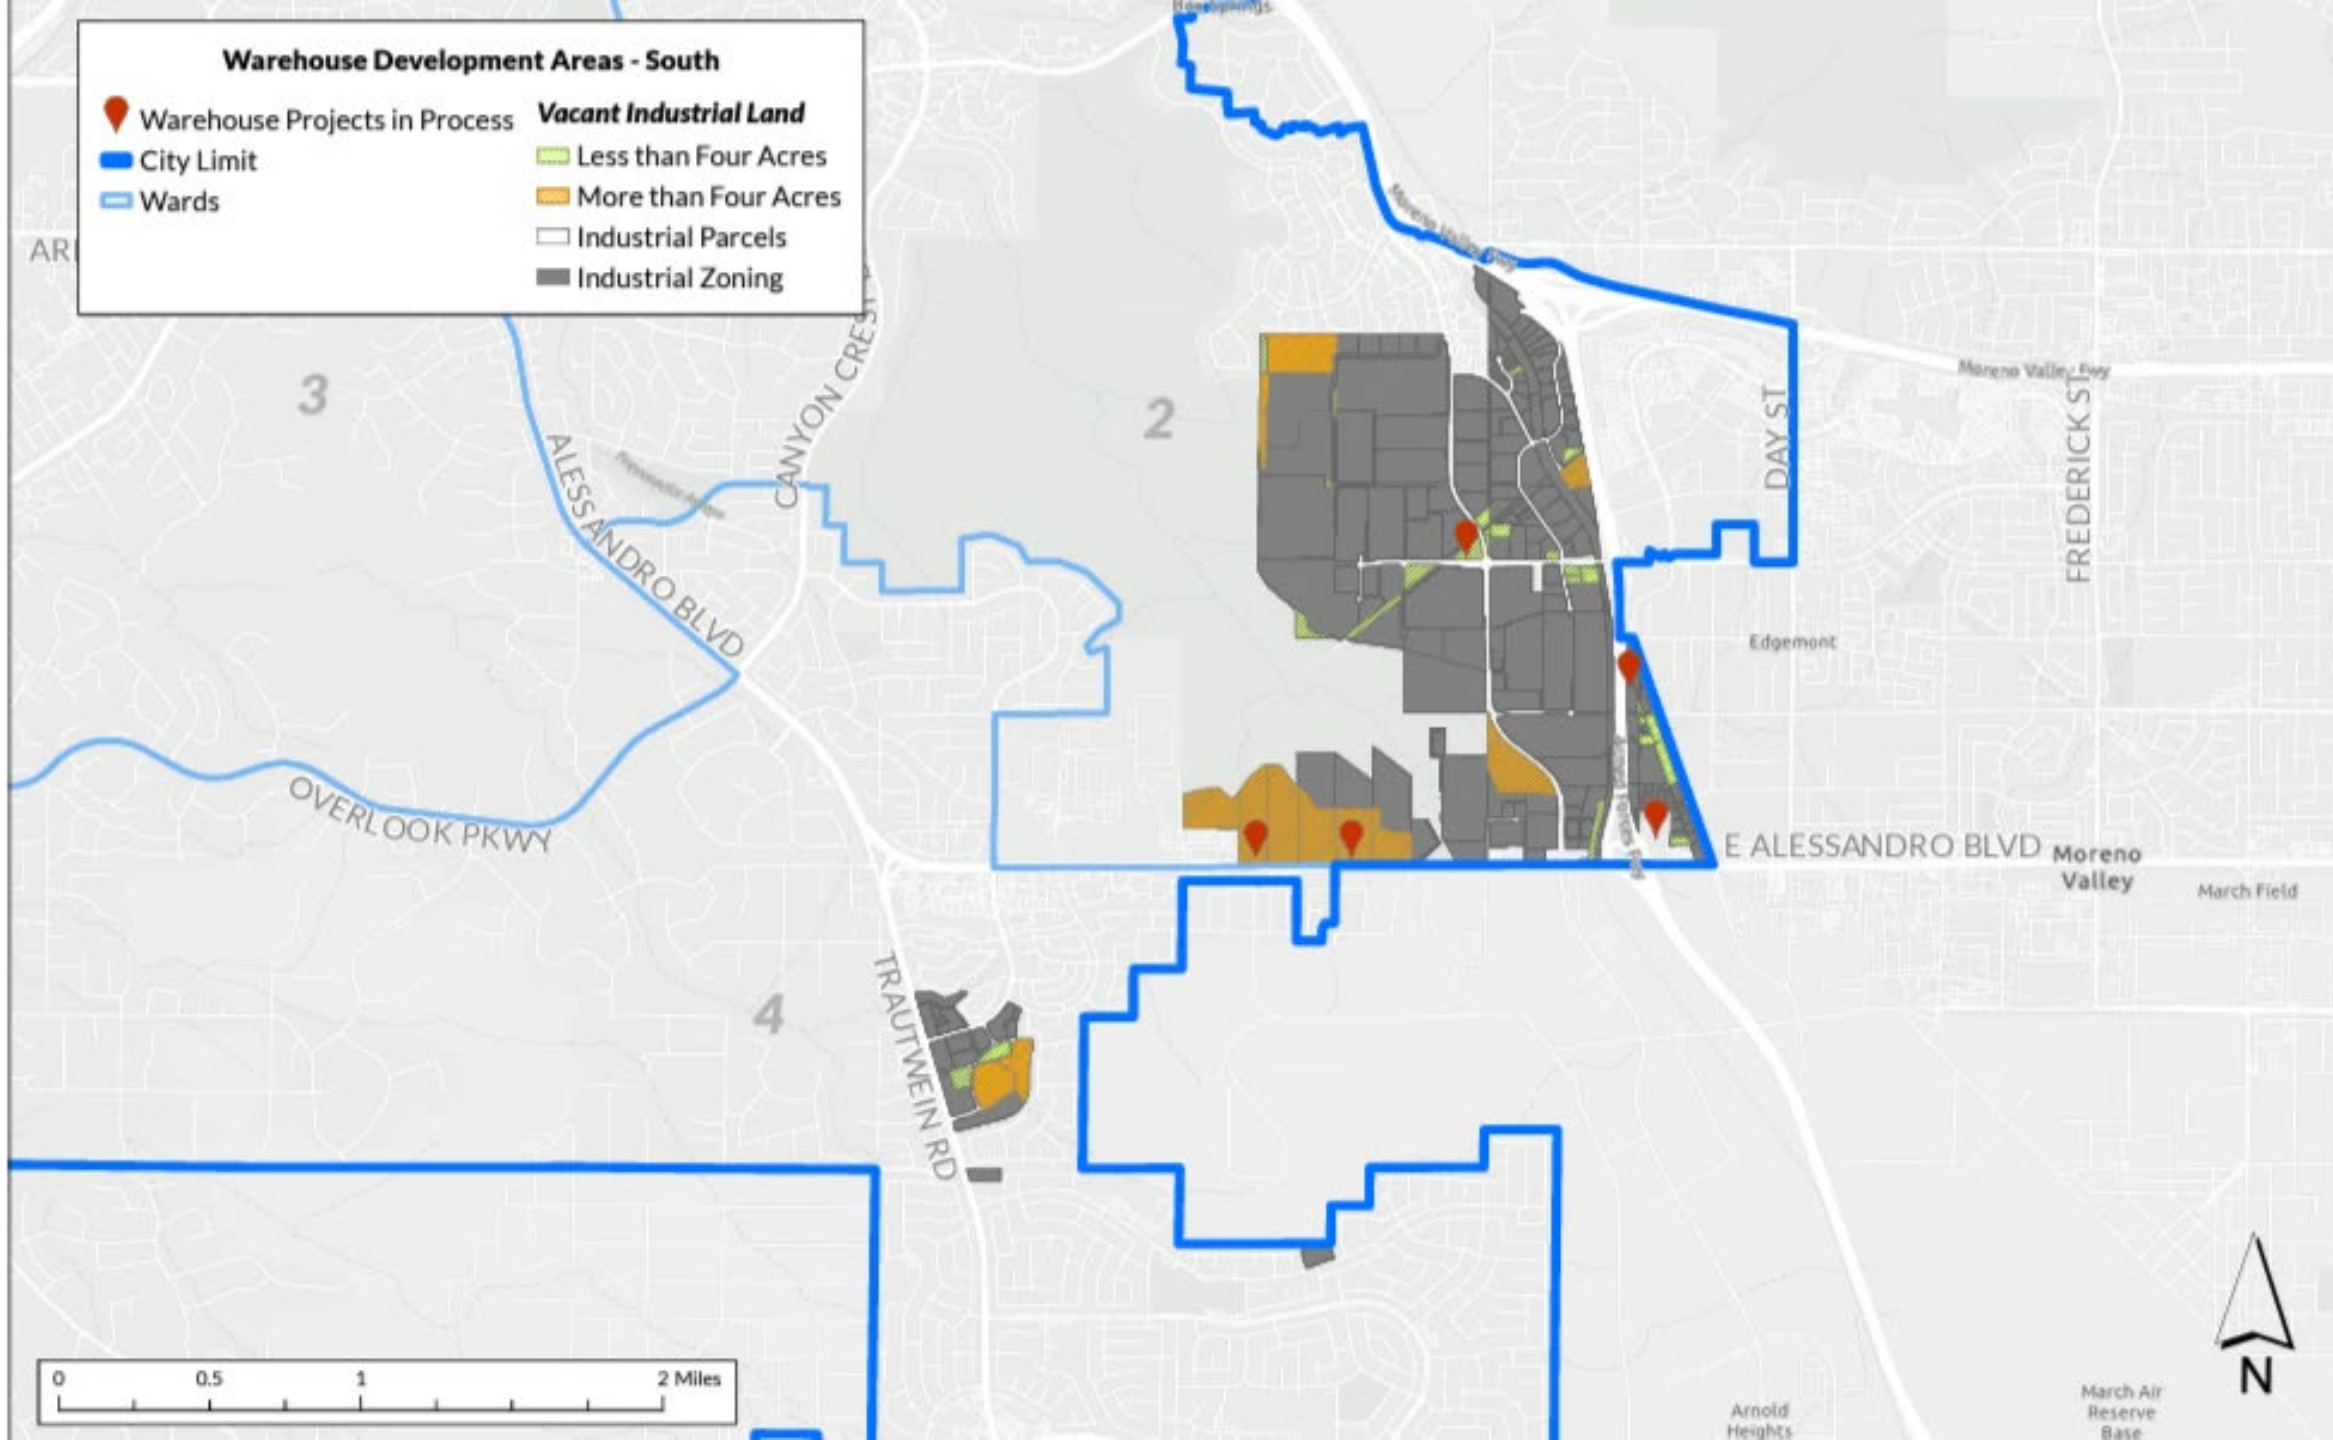 Warehouse Development Areas - South
Warehouse Projects in Process
City Limit
Wards
Vacant Industrial Land
Less than Four Acres
More than Four Acres
Industrial Parcels
Industrial Zoning
Moreno Valley Fwy
Moreno Valley Fwy
3
2
4
CANYON CREST
ALESSANDRO BLVD
OVERLOOK PKWY
TRAUTWEIN RD
DAY ST
FREDERICK ST
Edgemont
E ALESSANDRO BLVD
Moreno
Valley
March Field
0 0.5 1 2 Miles
N
Arnold
Heights
March Air
Reserve
Base